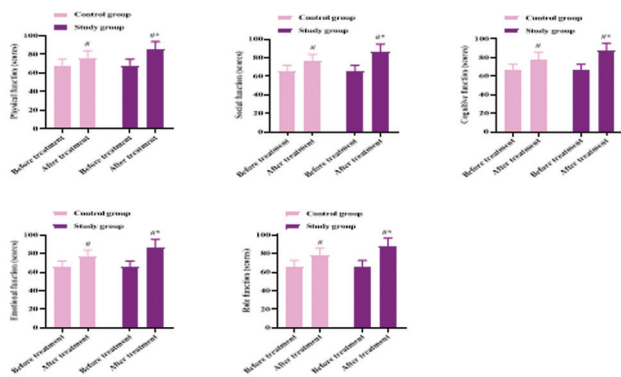 Control group
Study group
Physical function (scores)
100
80
60
40
20
0
#
#*
Before treatment
After treatment
Before treatment
After treatment
Control group
Study group
Social function (scores)
100
80
60
40
20
0
#
#*
Before treatment
After treatment
Before treatment
After treatment
Control group
Study group
Cognitive function (scores)
100
80
60
40
20
0
#
#*
Before treatment
After treatment
Before treatment
After treatment
Control group
Study group
Emotional function (scores)
100
80
60
40
20
0
#
#*
Before treatment
After treatment
Before treatment
After treatment
Control group
Study group
Role function (scores)
100
80
60
40
20
0
#
#*
Before treatment
After treatment
Before treatment
After treatment